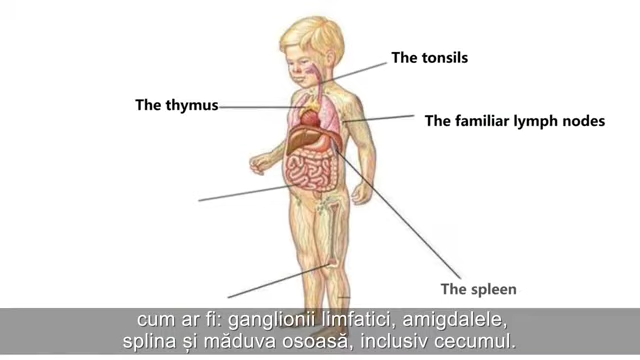 The tonsils
The thymus
The familiar lymph nodes
The spleen
cum ar fi: ganglionii limfatici, amigdalele,
splina și măduva osoasă, inclusiv cecumul.